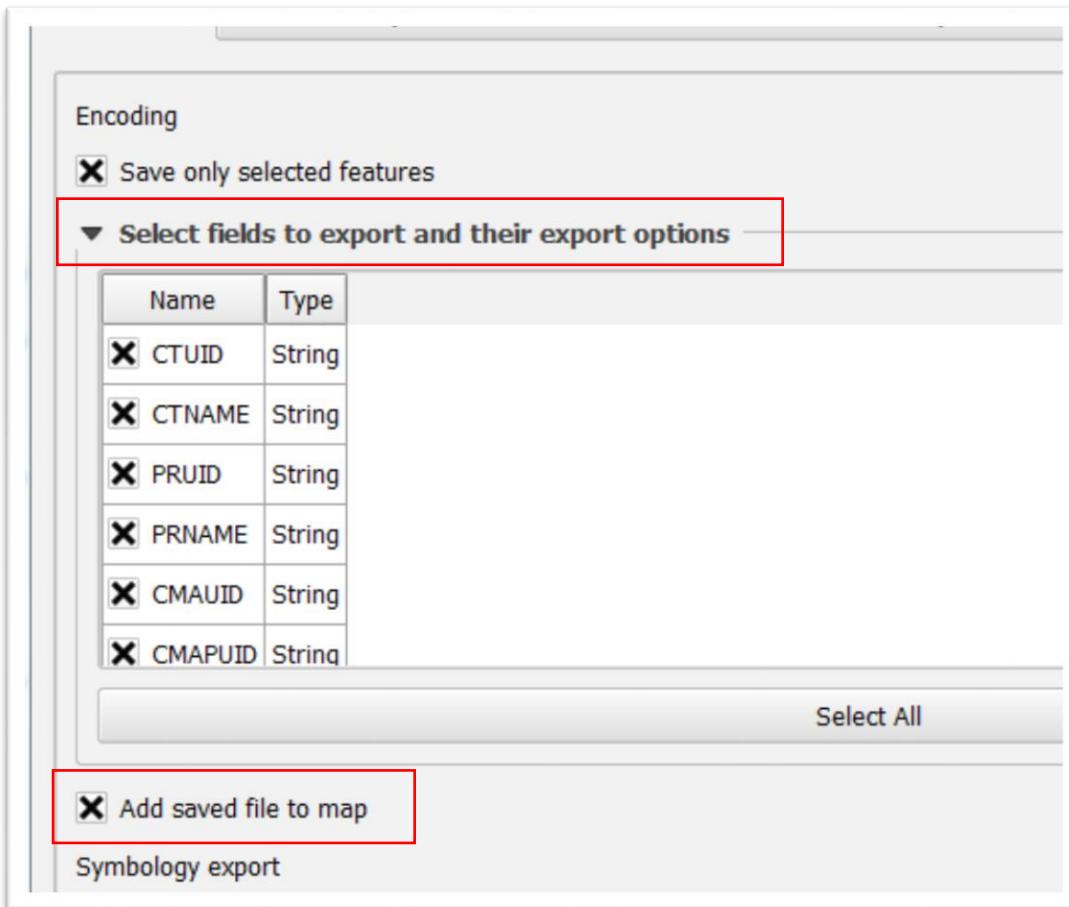 Encoding
Save only selected features
Select fields to export and their export options
Name Type
CTUID String
CTNAME String
PRUID String
PRNAME String
CMAUID String
CMAPUID String
Select All
Add saved file to map
Symbology export